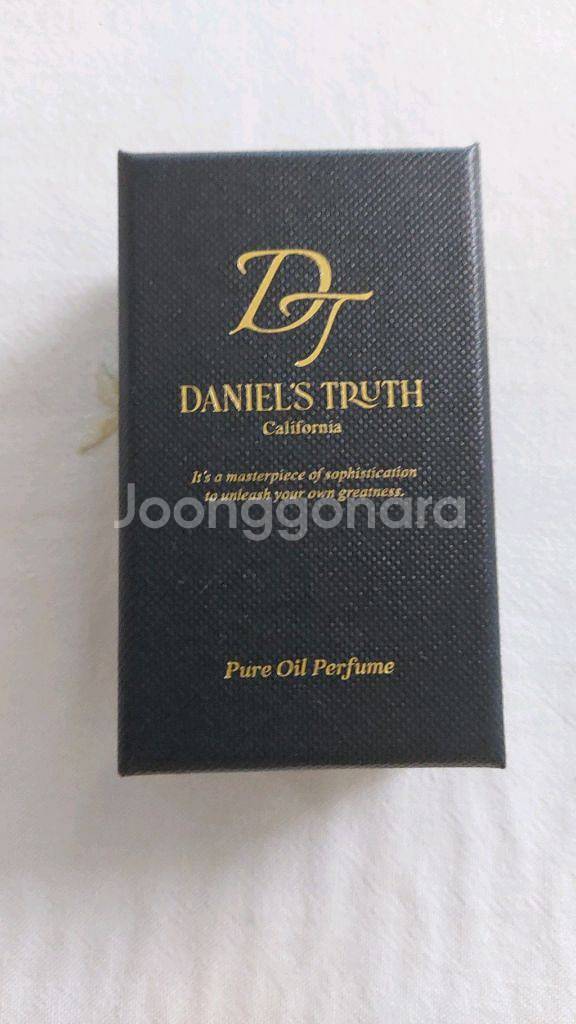 DT
DANIEL'S TRUTH
California
It's a masterpiece of sophistication
to unleash your own greatness.
Joonggonara
Pure Oil Perfume